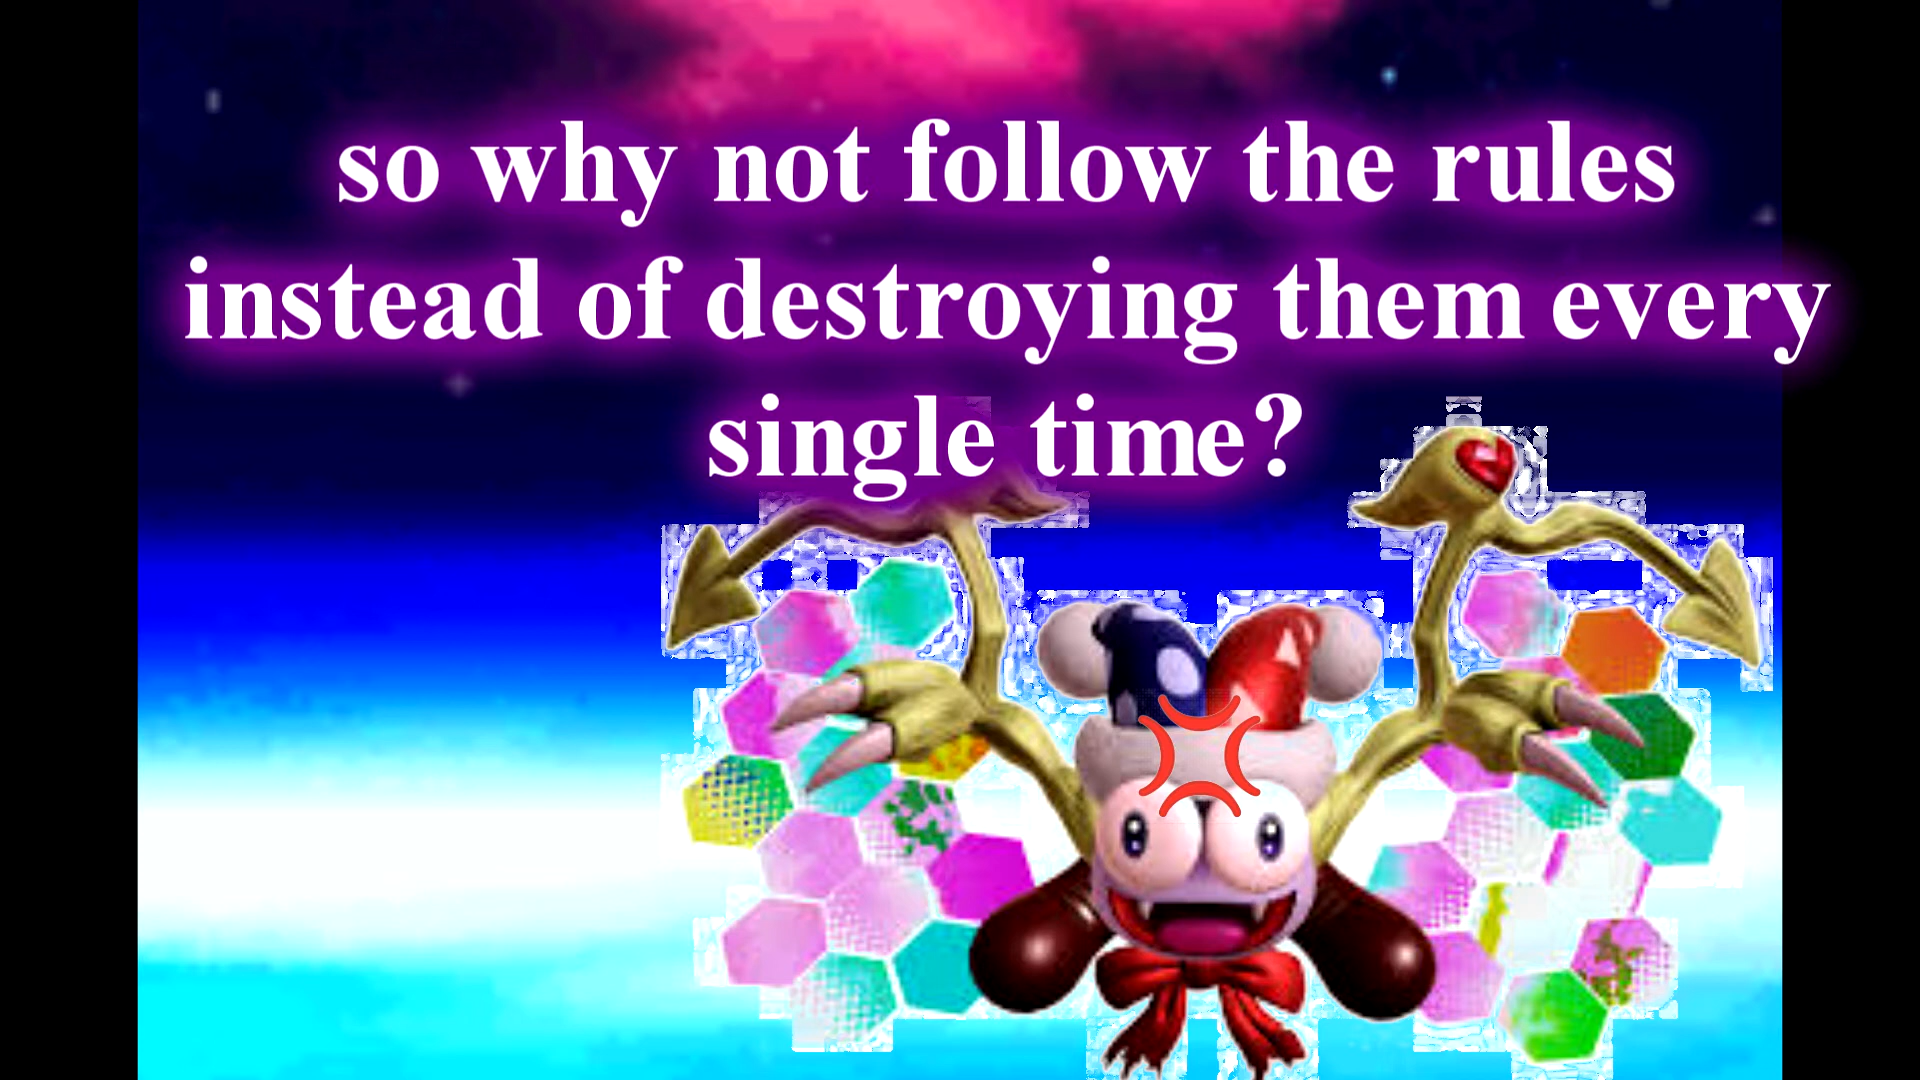 so why not follow the rules
instead of destroying them every
single time?